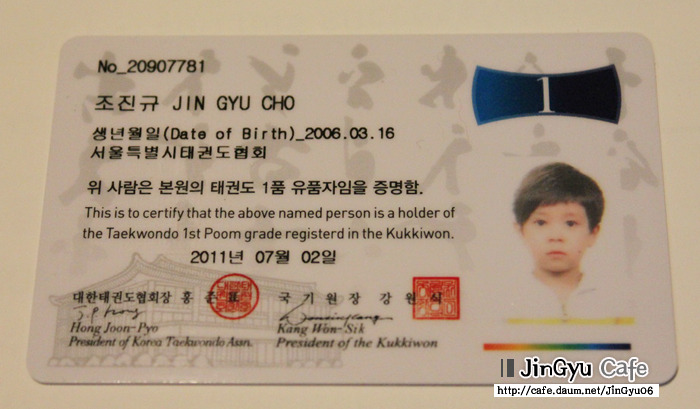 No_20907781
1
조진규 JIN GYU CHO
생년월일(Date of Birth)_2006.03.16
서울특별시태권도협회
위 사람은 본원의 태권도 1품 유품자임을 증명함.
This is to certify that the above named person is a holder of
the Taekwondo 1st Poom grade registerd in the Kukkiwon.
2011년 07월 02일
대한태권도협회장 홍준표 국기원장 강원식
Hong Joon-Pyo Kang Won-Sik
President of Korea Taekwondo Assn. President of the Kukkiwon
JinGyu Cafe
http://cafe.daum.net/JinGyu06